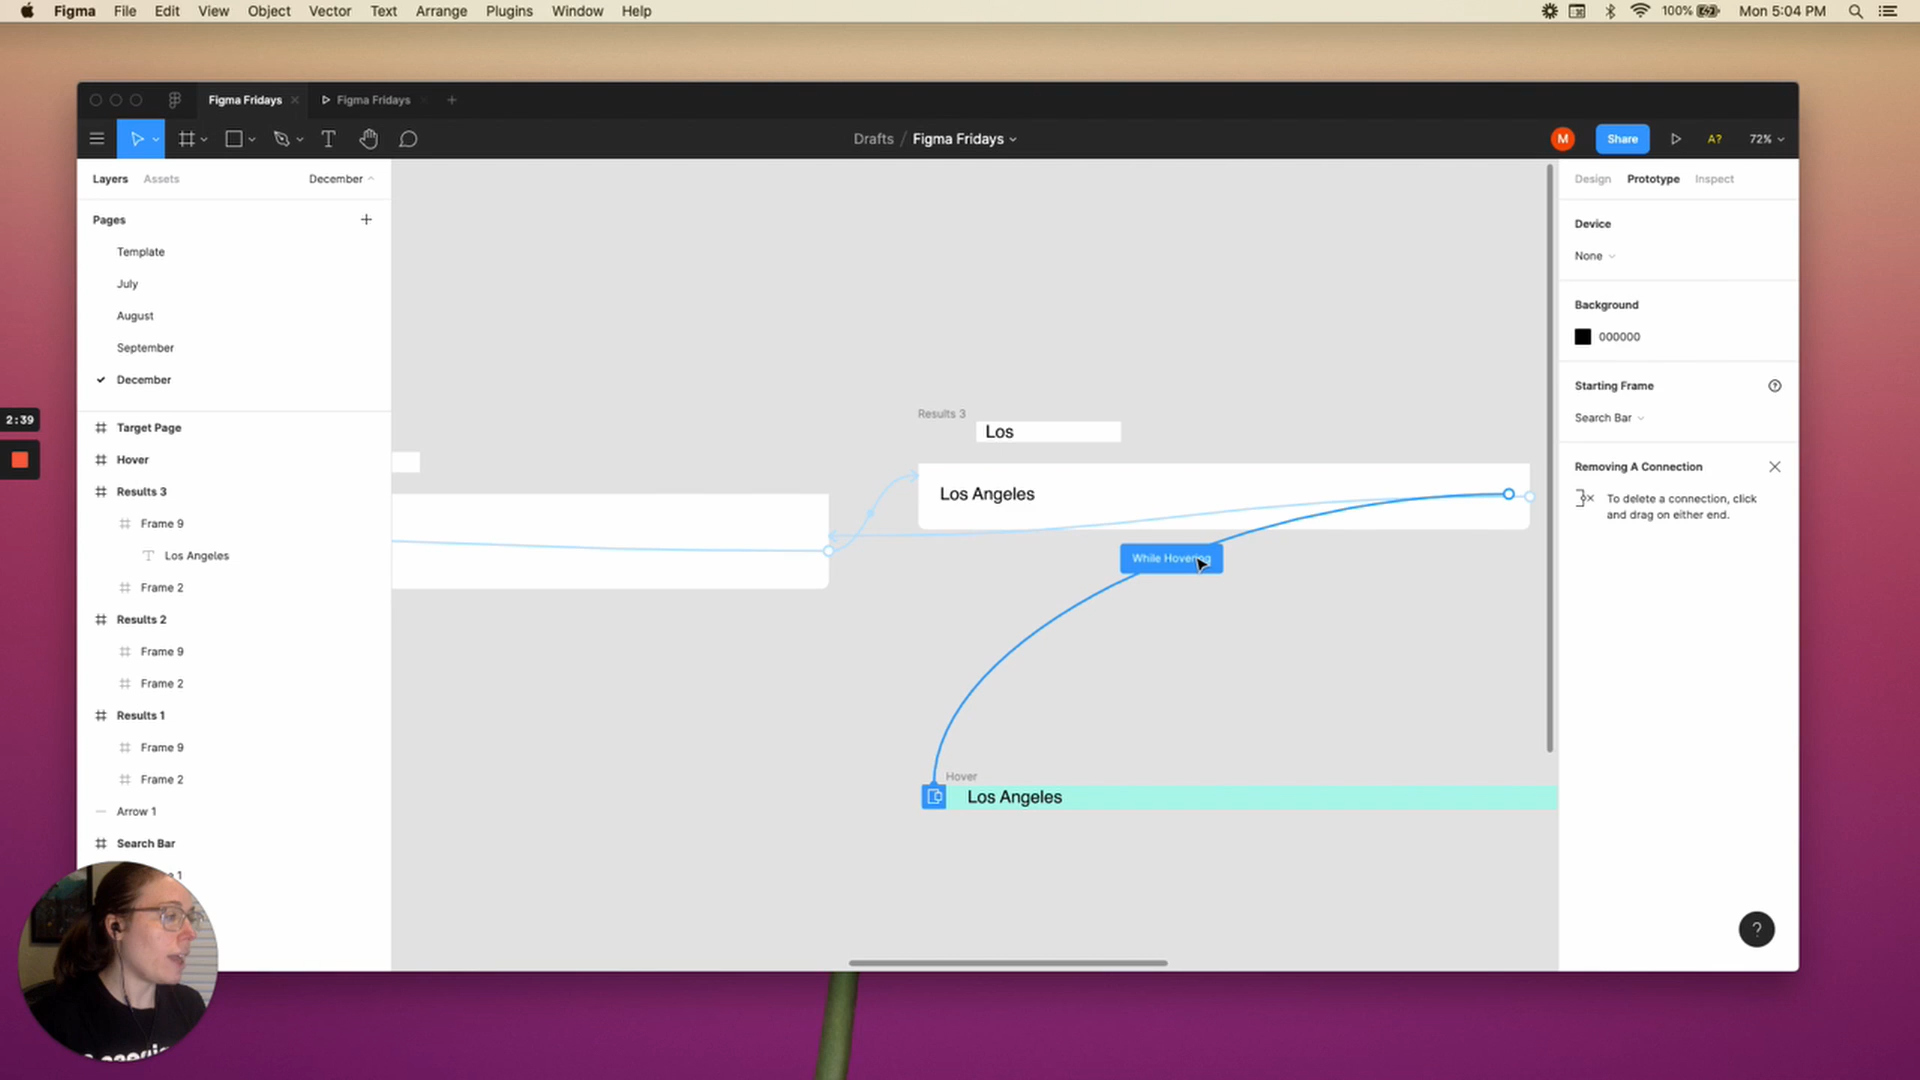 Figma File Edit View Object Vector Text Arrange Plugins Window Help
100% Mon 5:04 PM
Figma Fridays
Figma Fridays
Drafts / Figma Fridays
M
Share
A?
72%
Layers Assets December
Pages
Template
July
August
September
December
Target Page
Hover
Results 3
Frame 9
Los Angeles
Frame 2
Results 2
Frame 9
Frame 2
Results 1
Frame 9
Frame 2
Arrow 1
Search Bar
2:39
Results 3
Los
Los Angeles
While Hovering
Hover
Los Angeles
Design Prototype Inspect
Device
None
Background
000000
Starting Frame
Search Bar
Removing A Connection
To delete a connection, click
and drag on either end.
?